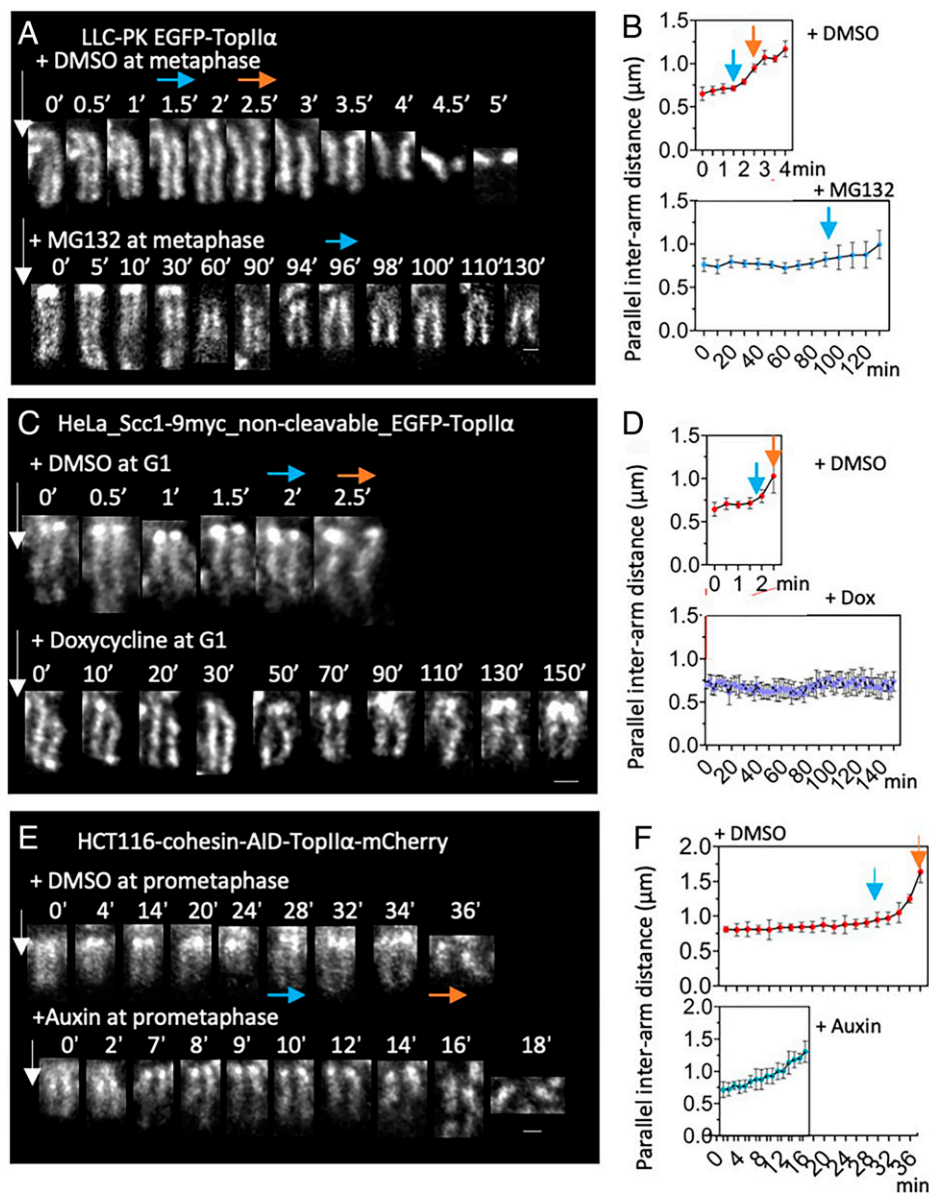 A
LLC-PK EGFP-TopIIα
+ DMSO at metaphase
0’ 0.5’ 1’ 1.5’ 2’ 2.5’ 3’ 3.5’ 4’ 4.5’ 5’
+ MG132 at metaphase
0’ 5’ 10’ 30’ 60’ 90’ 94’ 96’ 98’ 100’ 110’ 130’
B
+ DMSO
Parallel inter-arm distance (μm)
1.5
1.0
0.5
0.0
0 1 2 3 4 min
+ MG132
1.5
1.0
0.5
0.0
0 20 40 60 80 100 120 min
C
HeLa_Scc1-9myc_non-cleavable_EGFP-TopIIα
+ DMSO at G1
0’ 0.5’ 1’ 1.5’ 2’ 2.5’
+ Doxycycline at G1
0’ 10’ 20’ 30’ 50’ 70’ 90’ 110’ 130’ 150’
D
+ DMSO
Parallel inter-arm distance (μm)
1.5
1.0
0.5
0.0
0 1 2 min
+ Dox
1.5
1.0
0.5
0.0
0 20 40 60 80 100 120 140 min
E
HCT116-cohesin-AID-TopIIα-mCherry
+ DMSO at prometaphase
0’ 4’ 14’ 20’ 24’ 28’ 32’ 34’ 36’
+Auxin at prometaphase
0’ 2’ 7’ 8’ 9’ 10’ 12’ 14’ 16’ 18’
F
+ DMSO
Parallel inter-arm distance (μm)
2.0
1.5
1.0
0.5
0.0
+ Auxin
2.0
1.5
1.0
0.5
0.0
0 4 8 12 16 20 24 28 32 36
min